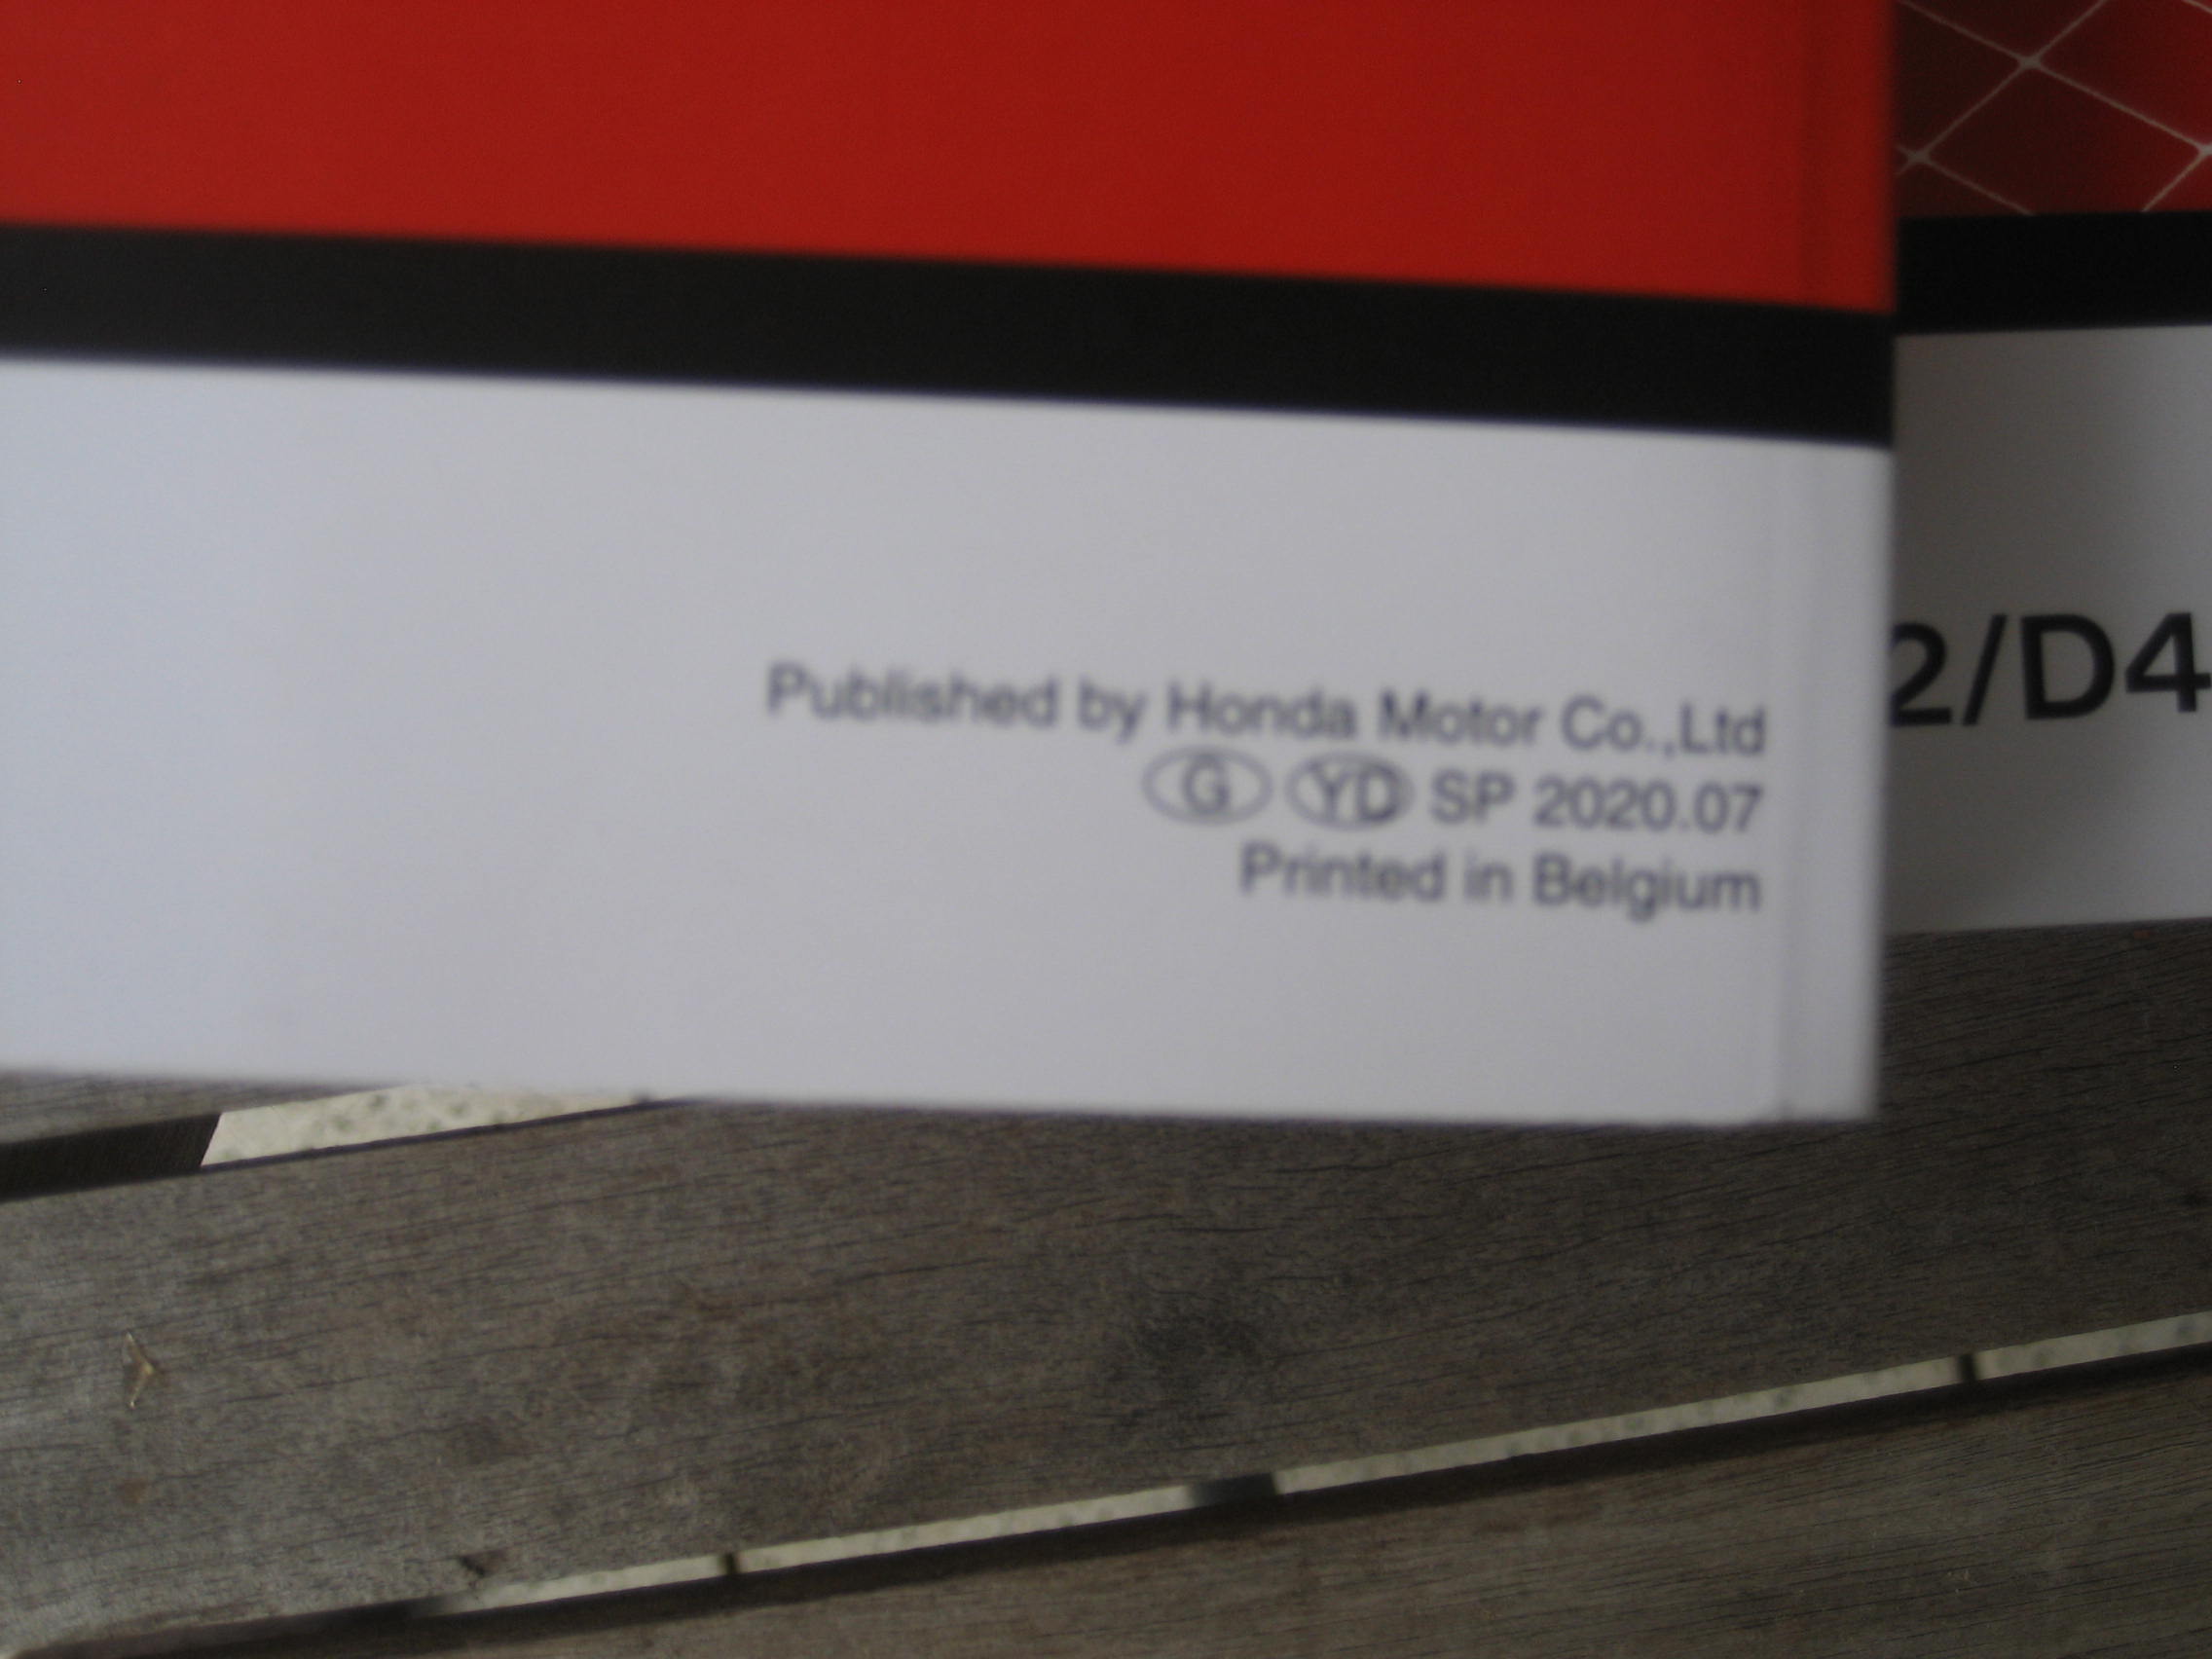 Published by Honda Motor Co.,Ltd
G YD SP 2020.07
Printed in Belgium
2/D4